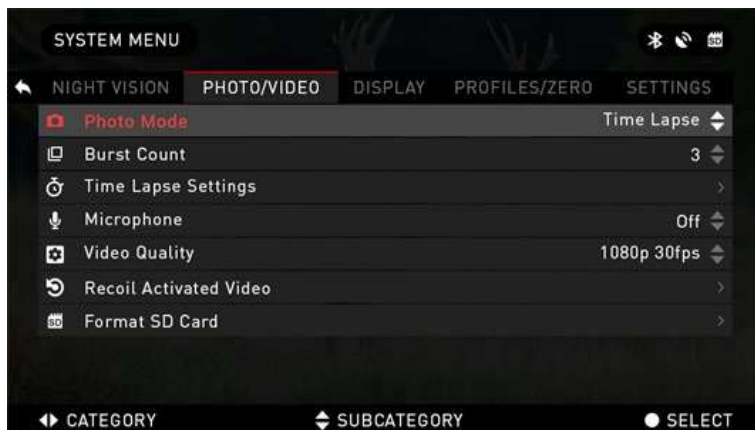 SYSTEM MENU
NIGHT VISION PHOTO/VIDEO DISPLAY PROFILES/ZERO SETTINGS
Photo Mode Time Lapse
Burst Count 3
Time Lapse Settings
Microphone Off
Video Quality 1080p 30fps
Recoil Activated Video
SD Format SD Card
CATEGORY SUBCATEGORY SELECT